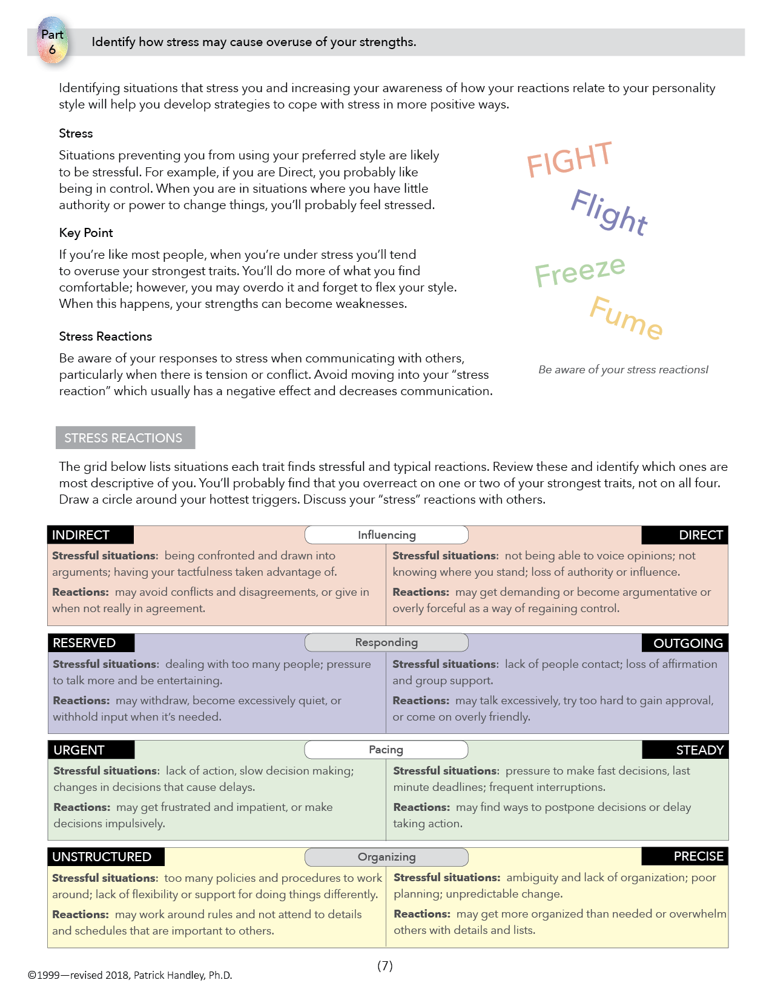 Part
6
Identify how stress may cause overuse of your strengths.
Identifying situations that stress you and increasing your awareness of how your reactions relate to your personality
style will help you develop strategies to cope with stress in more positive ways.
Stress
Situations preventing you from using your preferred style are likely
to be stressful. For example, if you are Direct, you probably like
being in control. When you are in situations where you have little
authority or power to change things, you’ll probably feel stressed.
Key Point
If you’re like most people, when you’re under stress you’ll tend
to overuse your strongest traits. You’ll do more of what you find
comfortable; however, you may overdo it and forget to flex your style.
When this happens, your strengths can become weaknesses.
Stress Reactions
Be aware of your responses to stress when communicating with others,
particularly when there is tension or conflict. Avoid moving into your “stress
reaction” which usually has a negative effect and decreases communication.
FIGHT
Flight
Freeze
Fume
Be aware of your stress reactions!
STRESS REACTIONS
The grid below lists situations each trait finds stressful and typical reactions. Review these and identify which ones are
most descriptive of you. You’ll probably find that you overreact on one or two of your strongest traits, not on all four.
Draw a circle around your hottest triggers. Discuss your “stress” reactions with others.
INDIRECT
Influencing
DIRECT
Stressful situations: being confronted and drawn into
arguments; having your tactfulness taken advantage of.
Reactions: may avoid conflicts and disagreements, or give in
when not really in agreement.
Stressful situations: not being able to voice opinions; not
knowing where you stand; loss of authority or influence.
Reactions: may get demanding or become argumentative or
overly forceful as a way of regaining control.
RESERVED
Responding
OUTGOING
Stressful situations: dealing with too many people; pressure
to talk more and be entertaining.
Reactions: may withdraw, become excessively quiet, or
withhold input when it’s needed.
Stressful situations: lack of people contact; loss of affirmation
and group support.
Reactions: may talk excessively, try too hard to gain approval,
or come on overly friendly.
URGENT
Pacing
STEADY
Stressful situations: lack of action, slow decision making;
changes in decisions that cause delays.
Reactions: may get frustrated and impatient, or make
decisions impulsively.
Stressful situations: pressure to make fast decisions, last
minute deadlines; frequent interruptions.
Reactions: may find ways to postpone decisions or delay
taking action.
UNSTRUCTURED
Organizing
PRECISE
Stressful situations: too many policies and procedures to work
around; lack of flexibility or support for doing things differently.
Reactions: may work around rules and not attend to details
and schedules that are important to others.
Stressful situations: ambiguity and lack of organization; poor
planning; unpredictable change.
Reactions: may get more organized than needed or overwhelm
others with details and lists.
(7)
©1999—revised 2018, Patrick Handley, Ph.D.